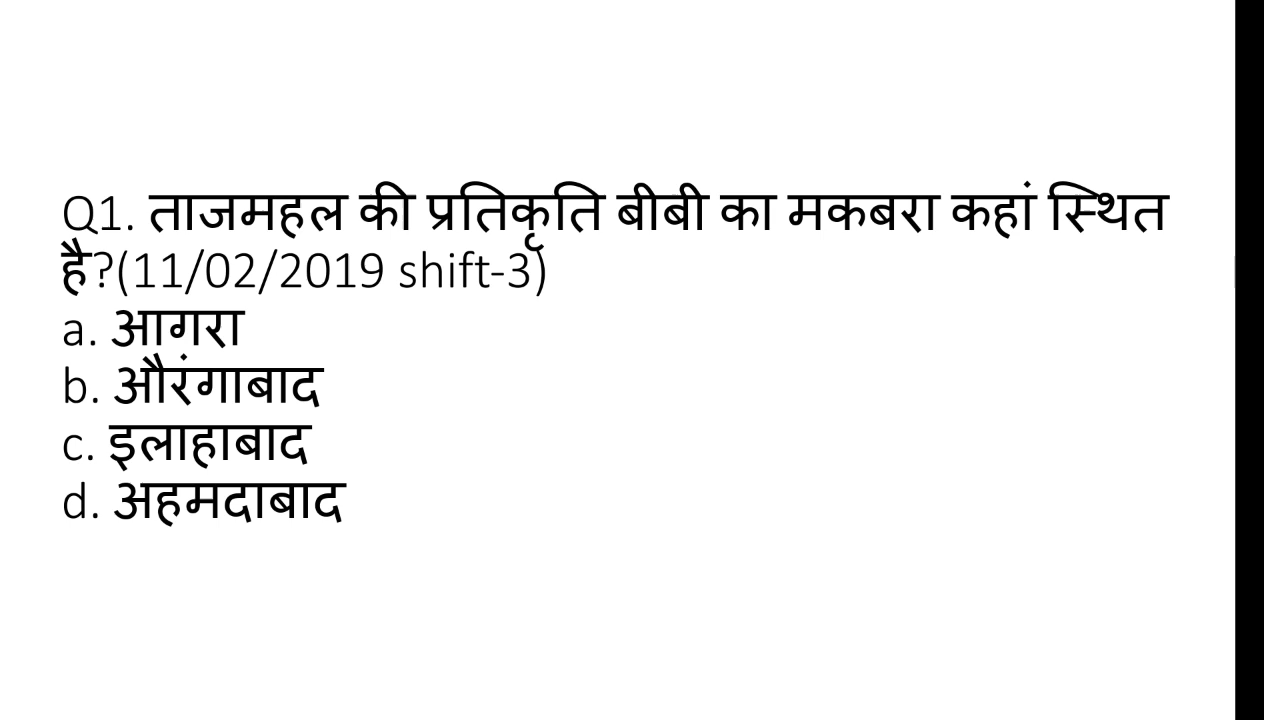 Q1. ताजमहल की प्रतिकृति बीबी का मकबरा कहां स्थित
है?(11/02/2019 shift-3)
a. आगरा
b. औरंगाबाद
c. इलाहाबाद
d. अहमदाबाद